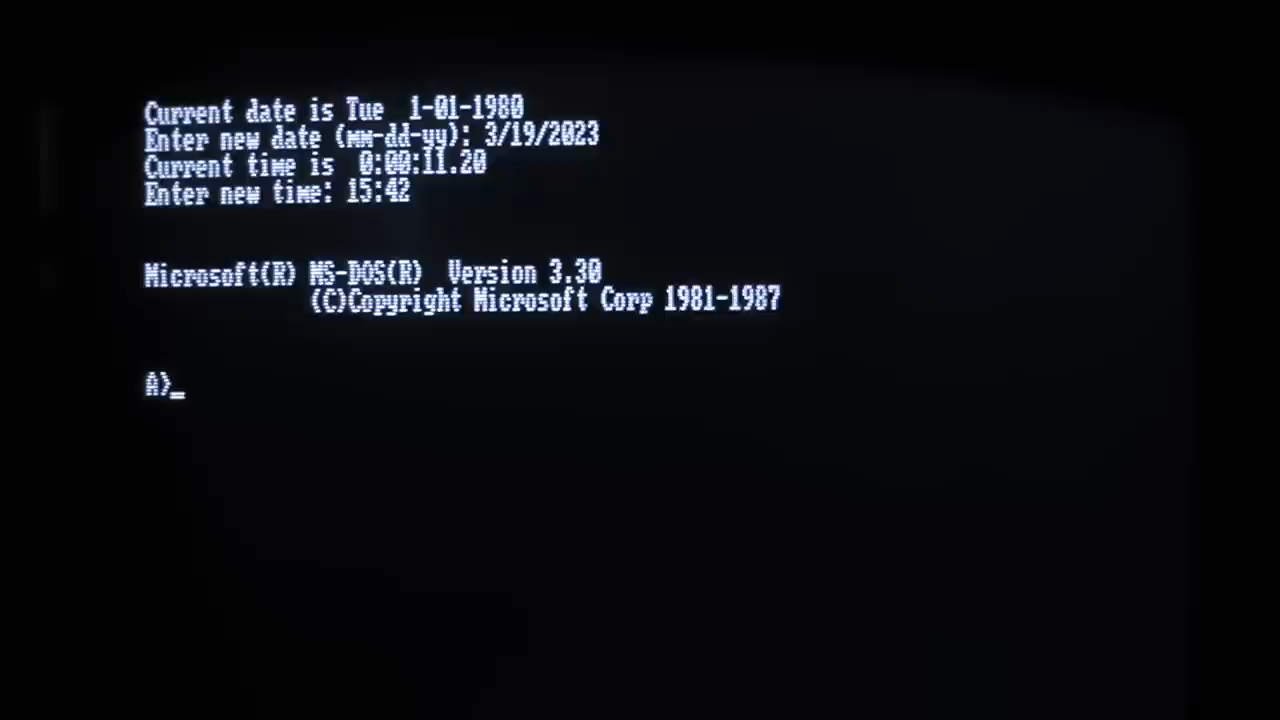 Current date is Tue  1-01-1980
Enter new date (mm-dd-yy): 3/19/2023
Current time is  0:00:11.20
Enter new time: 15:42
Microsoft(R) MS-DOS(R)  Version 3.30
(C)Copyright Microsoft Corp 1981-1987
A>_